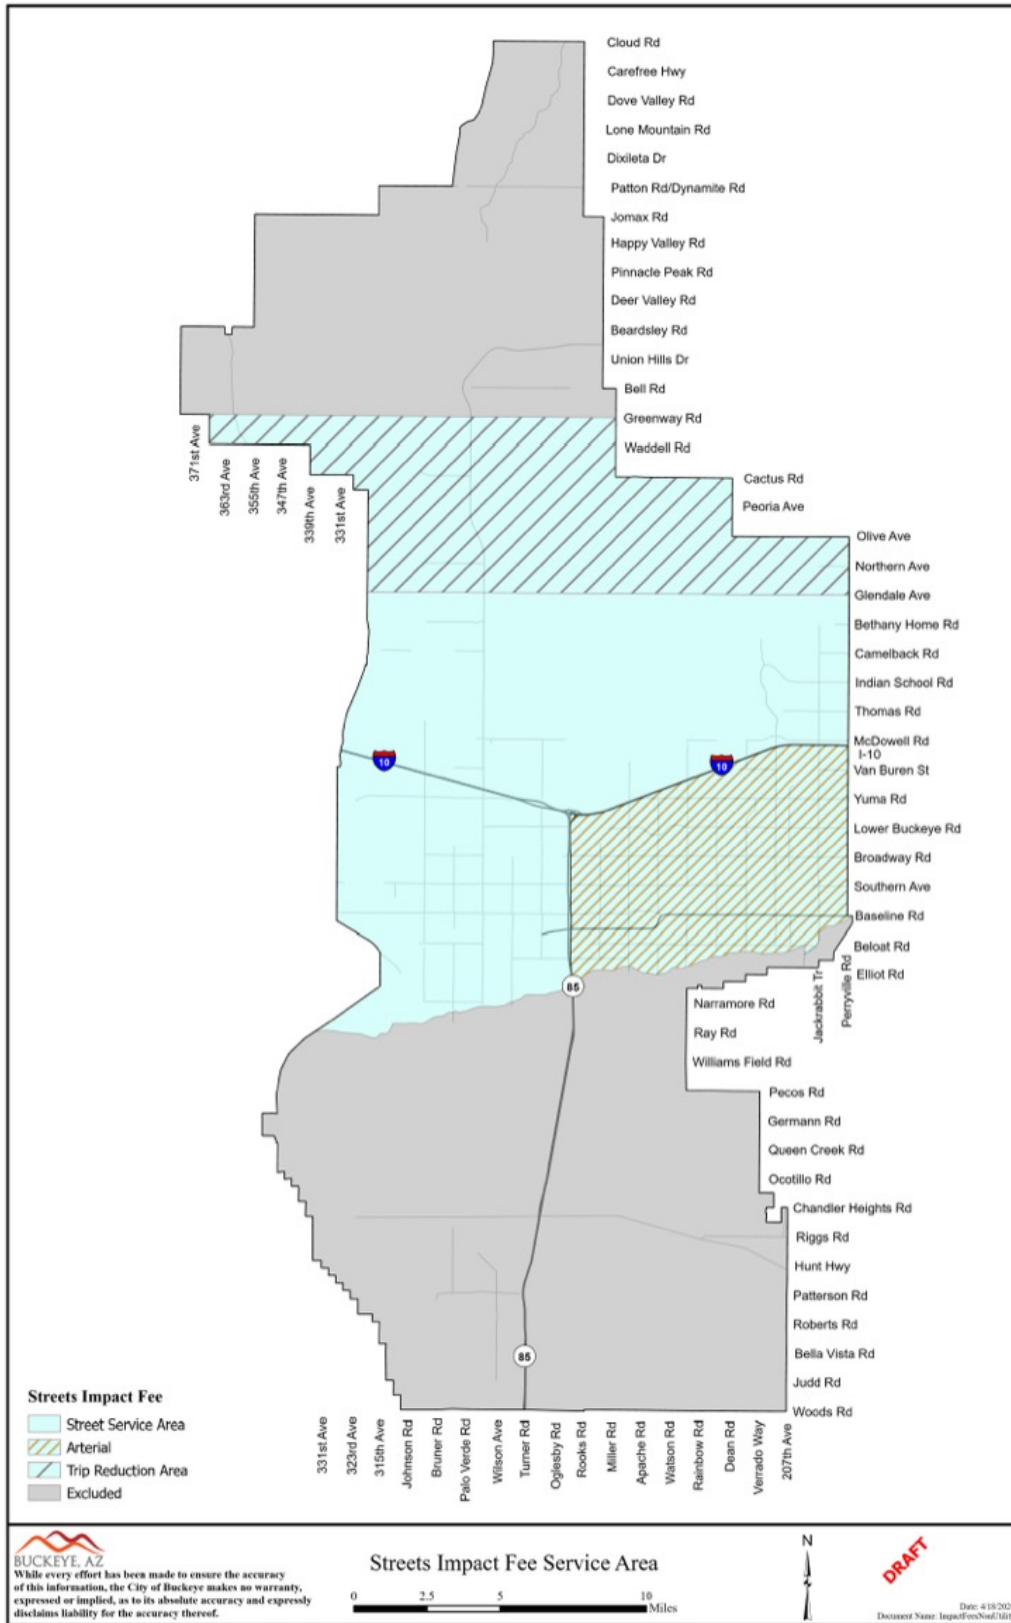 Cloud Rd
Carefree Hwy
Dove Valley Rd
Lone Mountain Rd
Dixileta Dr
Patton Rd/Dynamite Rd
Jomax Rd
Happy Valley Rd
Pinnacle Peak Rd
Deer Valley Rd
Beardsley Rd
Union Hills Dr
Bell Rd
Greenway Rd
Waddell Rd
371st Ave
363rd Ave
355th Ave
347th Ave
339th Ave
331st Ave
Cactus Rd
Peoria Ave
Olive Ave
Northern Ave
Glendale Ave
Bethany Home Rd
Camelback Rd
Indian School Rd
Thomas Rd
McDowell Rd
I-10
10
10
Van Buren St
Yuma Rd
Lower Buckeye Rd
Broadway Rd
Southern Ave
Baseline Rd
Beloat Rd
Elliot Rd
Jackrabbit Tr
Perryville Rd
85
Narramore Rd
Ray Rd
Williams Field Rd
Pecos Rd
Germann Rd
Queen Creek Rd
Ocotillo Rd
Chandler Heights Rd
Riggs Rd
Hunt Hwy
Patterson Rd
Roberts Rd
85
Bella Vista Rd
Judd Rd
Woods Rd
Streets Impact Fee
Street Service Area
Arterial
Trip Reduction Area
Excluded
331st Ave
323rd Ave
315th Ave
Johnson Rd
Bruner Rd
Palo Verde Rd
Wilson Ave
Turner Rd
Oglesby Rd
Rooks Rd
Miller Rd
Apache Rd
Watson Rd
Rainbow Rd
Dean Rd
Verrado Way
207th Ave
BUCKEYE, AZ
While every effort has been made to ensure the accuracy
of this information, the City of Buckeye makes no warranty,
expressed or implied, as to its absolute accuracy and expressly
disclaims liability for the accuracy thereof.
Streets Impact Fee Service Area
0 2.5 5 10
Miles
N
DRAFT
Date: 4/18/202
Document Name: ImpactFeesNonUtilit